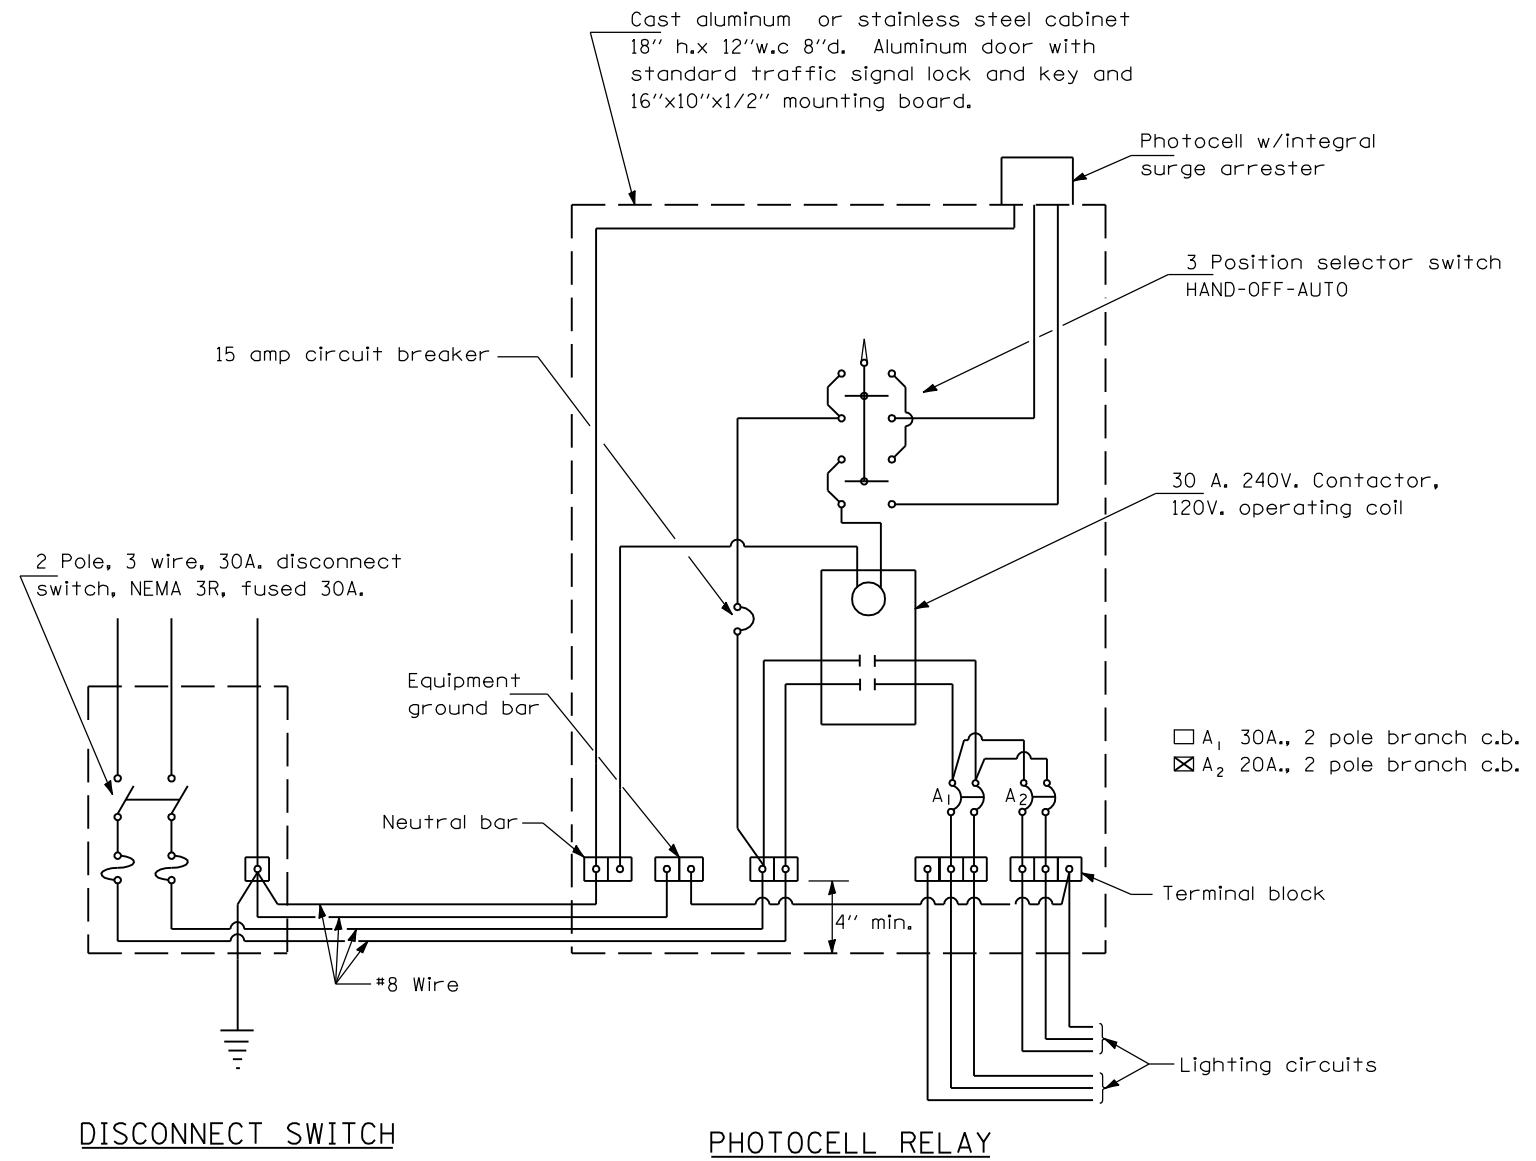 Cast aluminum or stainless steel cabinet
18" h.x 12"w.c 8"d. Aluminum door with
standard traffic signal lock and key and
16"x10"x1/2" mounting board.
Photocell w/integral
surge arrester
3 Position selector switch
HAND-OFF-AUTO
15 amp circuit breaker
30 A. 240V. Contactor,
120V. operating coil
2 Pole, 3 wire, 30A. disconnect
switch, NEMA 3R, fused 30A.
Equipment
ground bar
A1 30A., 2 pole branch c.b.
A2 20A., 2 pole branch c.b.
A1
A2
Neutral bar
Terminal block
4" min.
#8 Wire
Lighting circuits
DISCONNECT SWITCH
PHOTOCELL RELAY